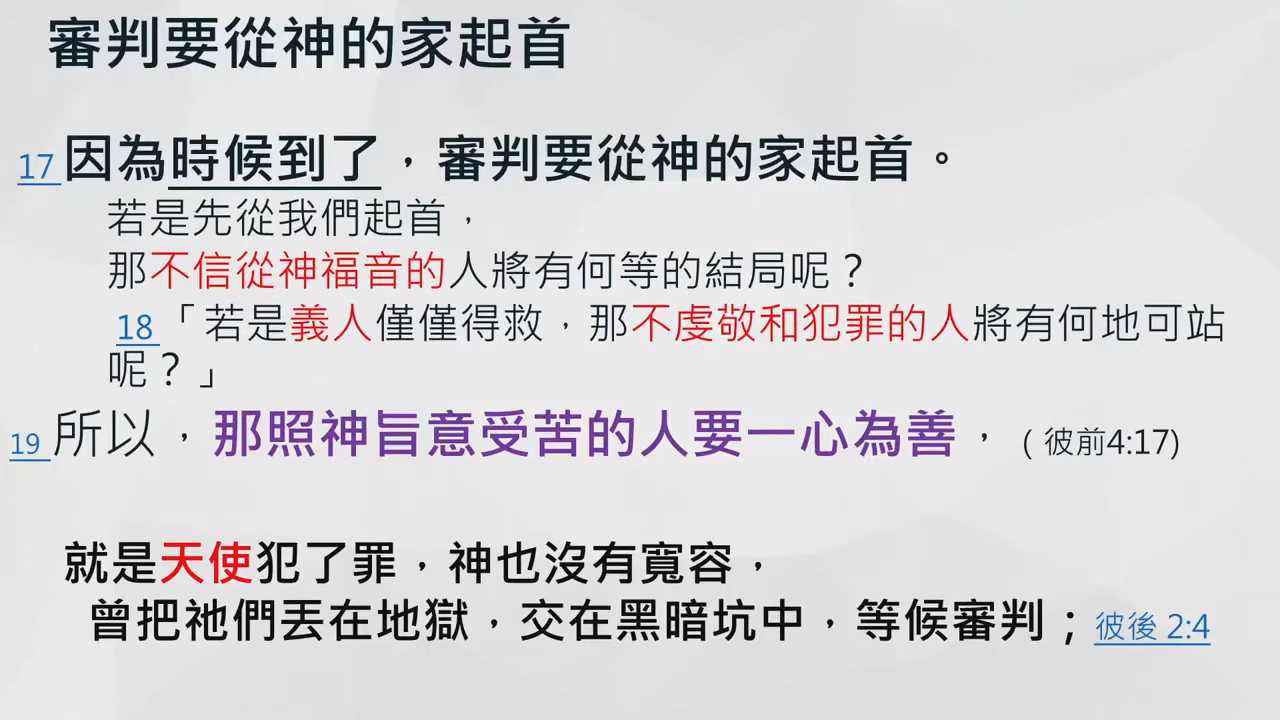 審判要從神的家起首
17 因為時候到了，審判要從神的家起首。
若是先從我們起首，
那不信從神福音的人將有何等的結局呢？
18 「若是義人僅僅得救，那不虔敬和犯罪的人將有何地可站
呢？」
19 所以，那照神旨意受苦的人要一心為善，（彼前4:17)
就是天使犯了罪，神也沒有寬容，
曾把祂們丟在地獄，交在黑暗坑中，等候審判；彼後 2:4